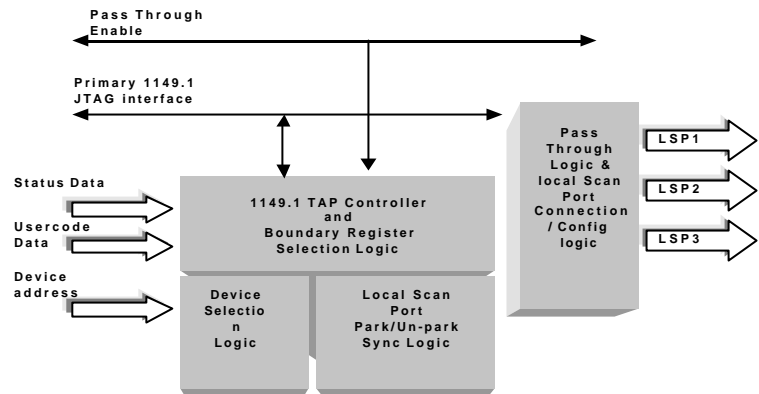 Pass Through
Enable
Primary 1149.1
JTAG interface
Status Data
Usercode
Data
Device
address
1149.1 TAP Controller
and
Boundary Register
Selection Logic
Device
Selectio
n
Logic
Local Scan
Port
Park/Un-park
Sync Logic
Pass
Through
Logic &
local Scan
Port
Connection
/ Config
logic
LSP1
LSP2
LSP3